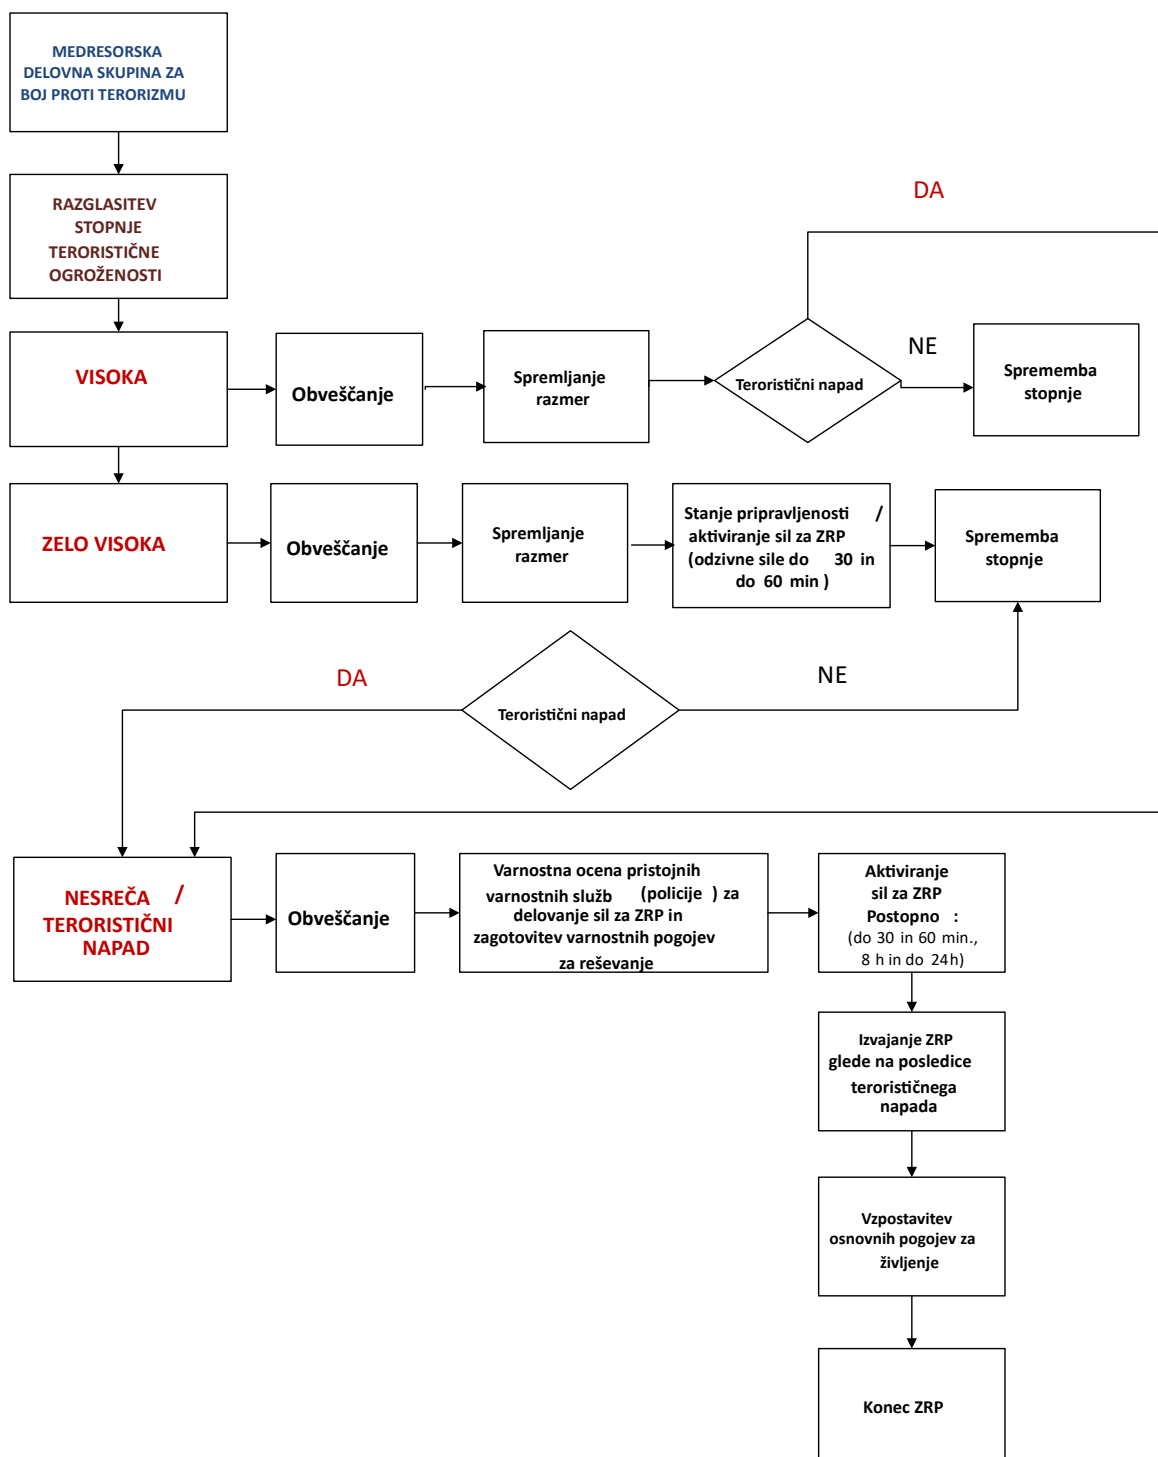 MEDRESORSKA
DELOVNA SKUPINA ZA
BOJ PROTI TERORIZMU
RAZGLASITEV
STOPNJE
TERORISTIČNE
OGROŽENOSTI
DA
VISOKA
Obveščanje
Spremljanje
razmer
Teroristični napad
NE
Sprememba
stopnje
ZELO VISOKA
Obveščanje
Spremljanje
razmer
Stanje pripravljenosti /
aktiviranje sil za ZRP
(odzivne sile do 30 in
do 60 min )
Sprememba
stopnje
DA
Teroristični napad
NE
NESREČA /
TERORISTIČNI
NAPAD
Obveščanje
Varnostna ocena pristojnih
varnostnih služb (policije ) za
delovanje sil za ZRP in
zagotovitev varnostnih pogojev
za reševanje
Aktiviranje
sil za ZRP
Postopno :
(do 30 in 60 min.,
8 h in do 24h)
Izvajanje ZRP
glede na posledice
terorističnega
napada
Vzpostavitev
osnovnih pogojev za
življenje
Konec ZRP